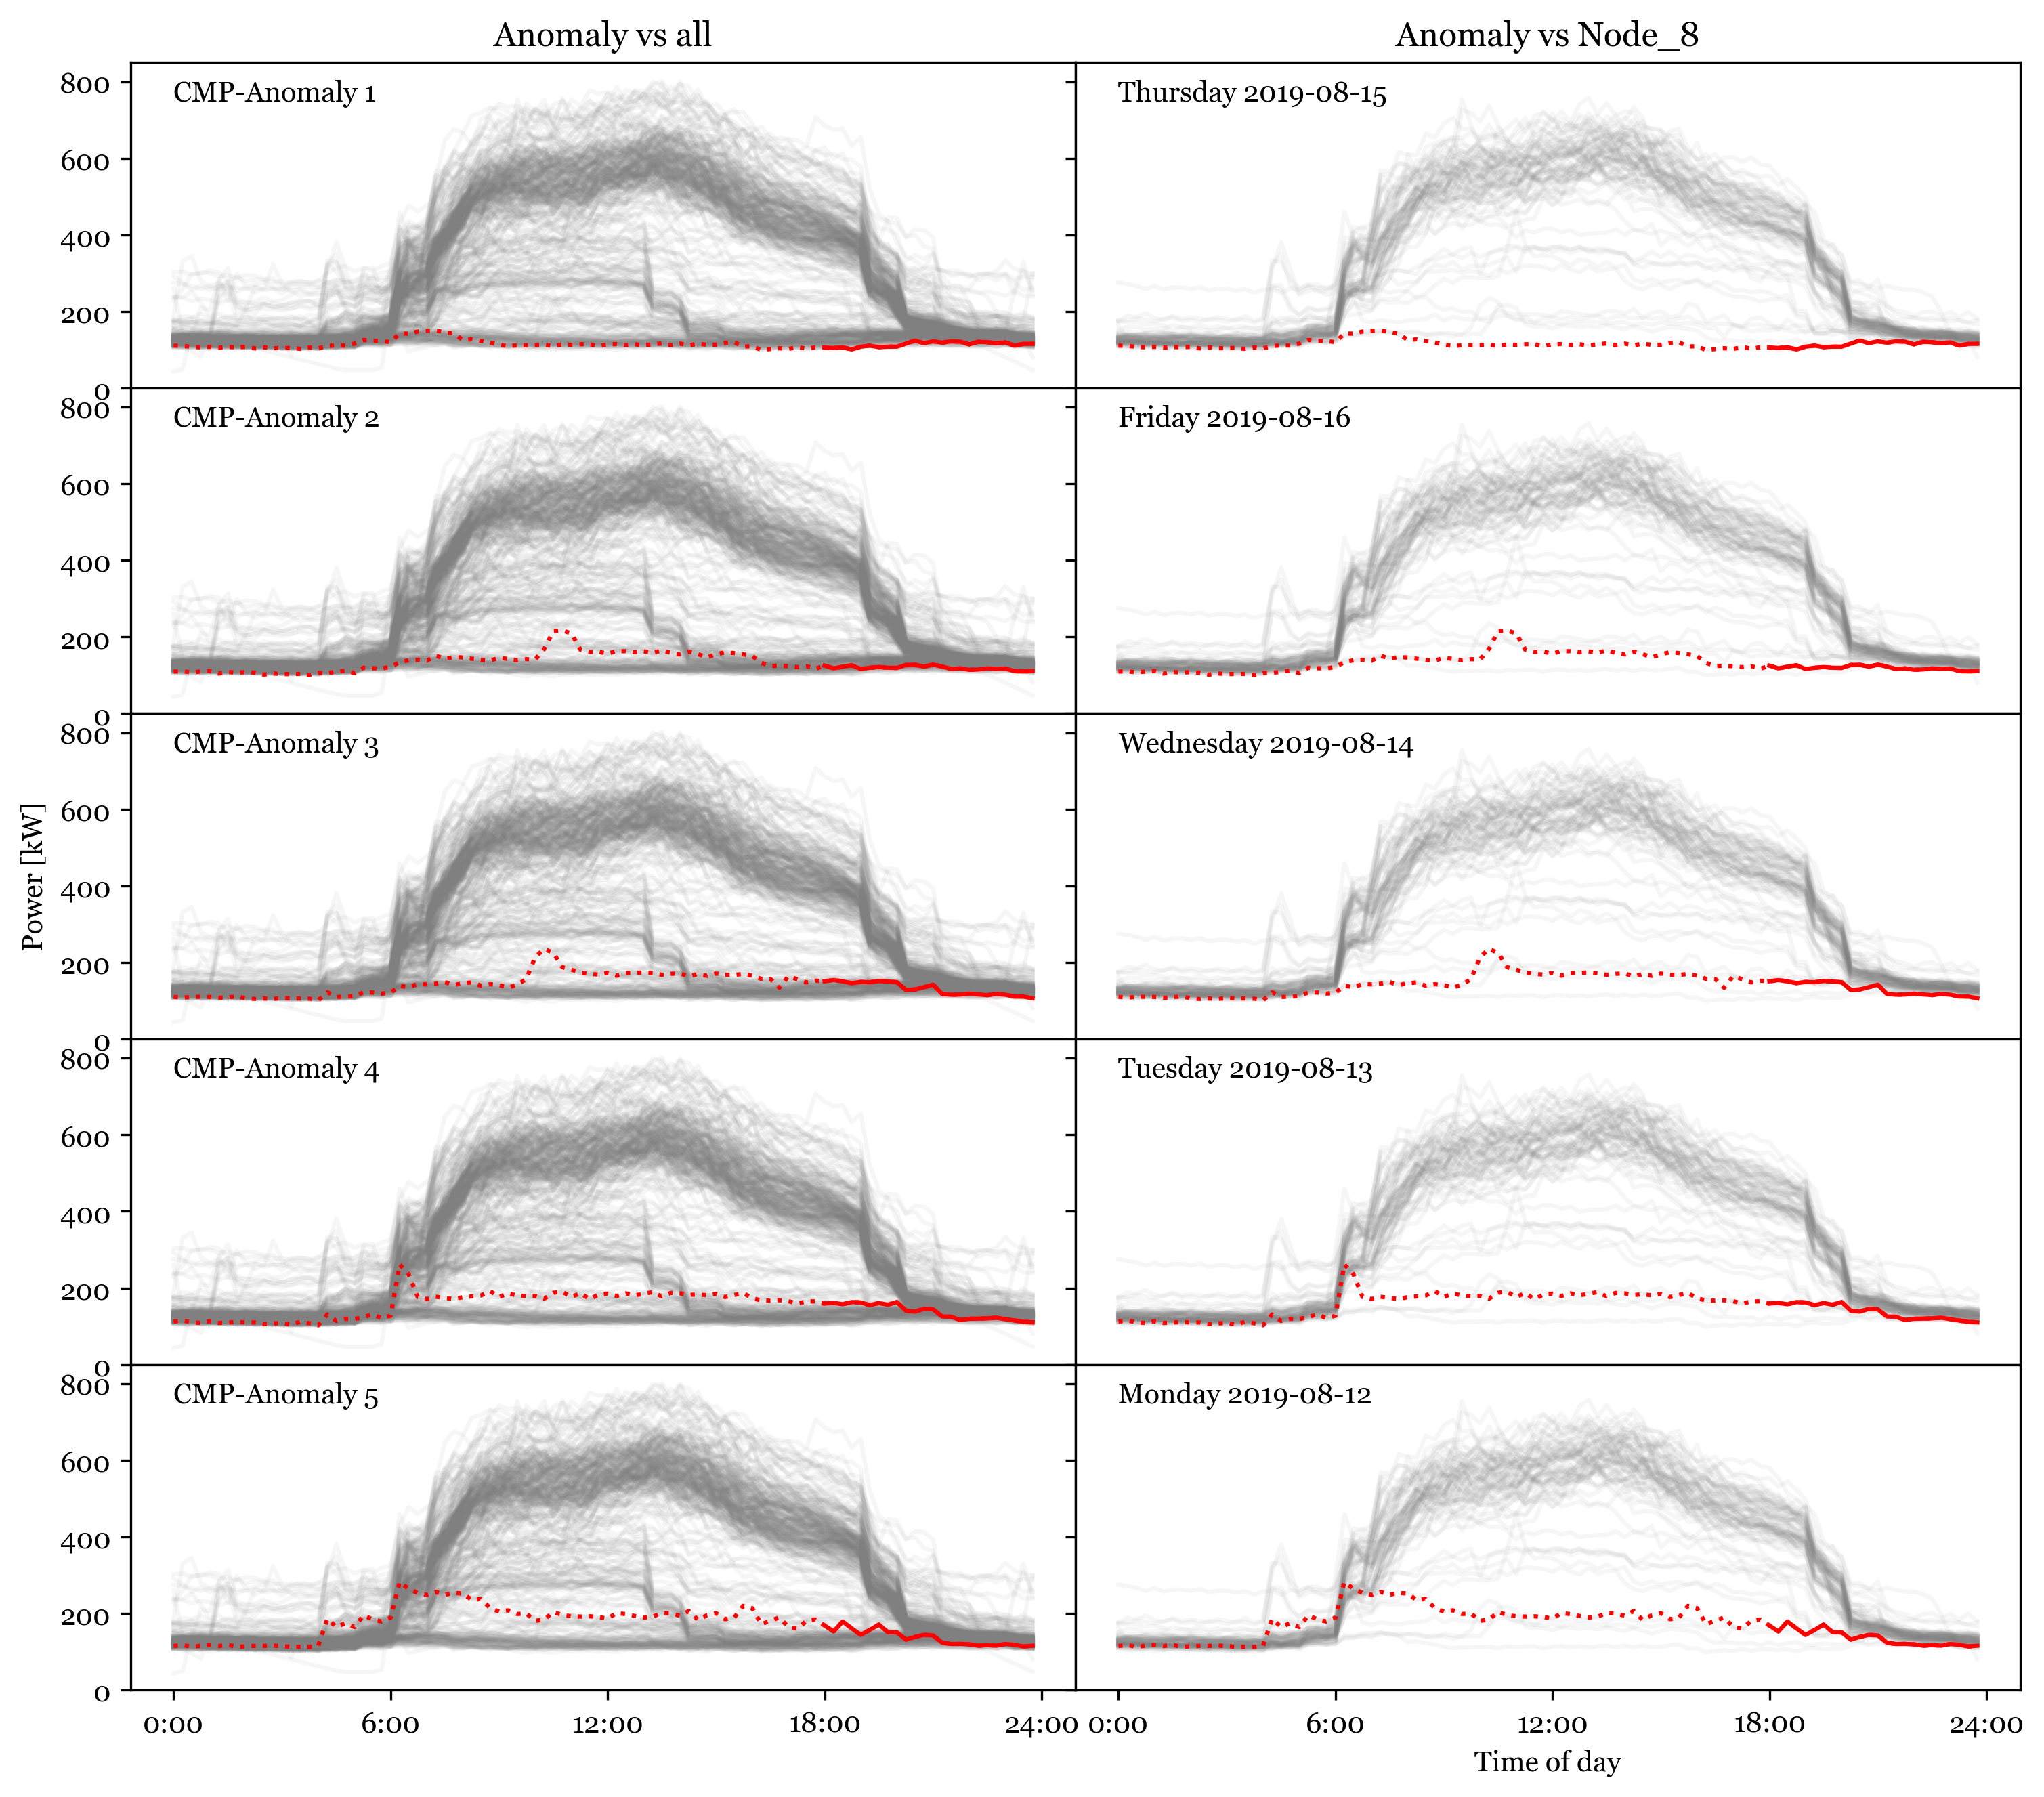 Anomaly vs all
Anomaly vs Node_8
CMP-Anomaly 1
Thursday 2019-08-15
800
600
400
200
0
CMP-Anomaly 2
Friday 2019-08-16
800
600
400
200
0
CMP-Anomaly 3
Wednesday 2019-08-14
800
600
400
200
0
CMP-Anomaly 4
Tuesday 2019-08-13
800
600
400
200
0
CMP-Anomaly 5
Monday 2019-08-12
800
600
400
200
0
Power [kW]
0:00 6:00 12:00 18:00 24:00
0:00 6:00 12:00 18:00 24:00
Time of day